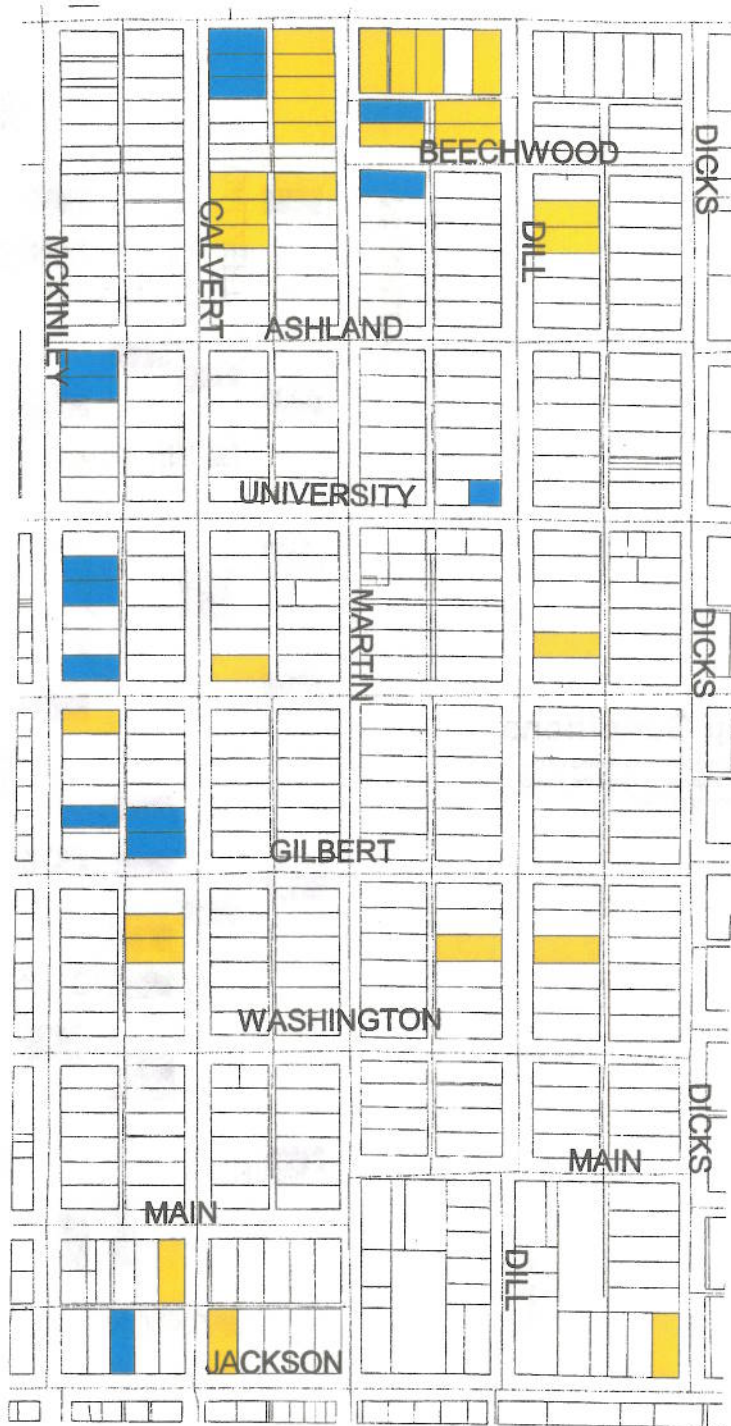 BEECHWOOD
DICKS
CALVERT
DILL
MCKINLEY
ASHLAND
UNIVERSITY
MARTIN
DICKS
GILBERT
WASHINGTON
DICKS
MAIN
MAIN
DILL
JACKSON